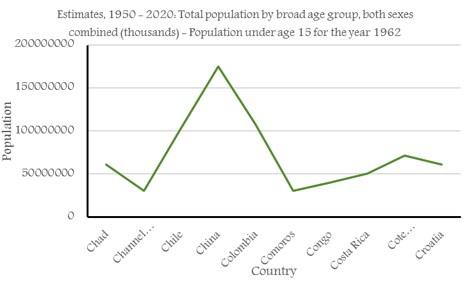 Estimates, 1950 - 2020: Total population by broad age group, both sexes
combined (thousands) - Population under age 15 for the year 1962
200000000
150000000
100000000
50000000
0
Population
Chad
Channel...
Chile
China
Colombia
Comoros
Congo
Costa Rica
Cote...
Croatia
Country